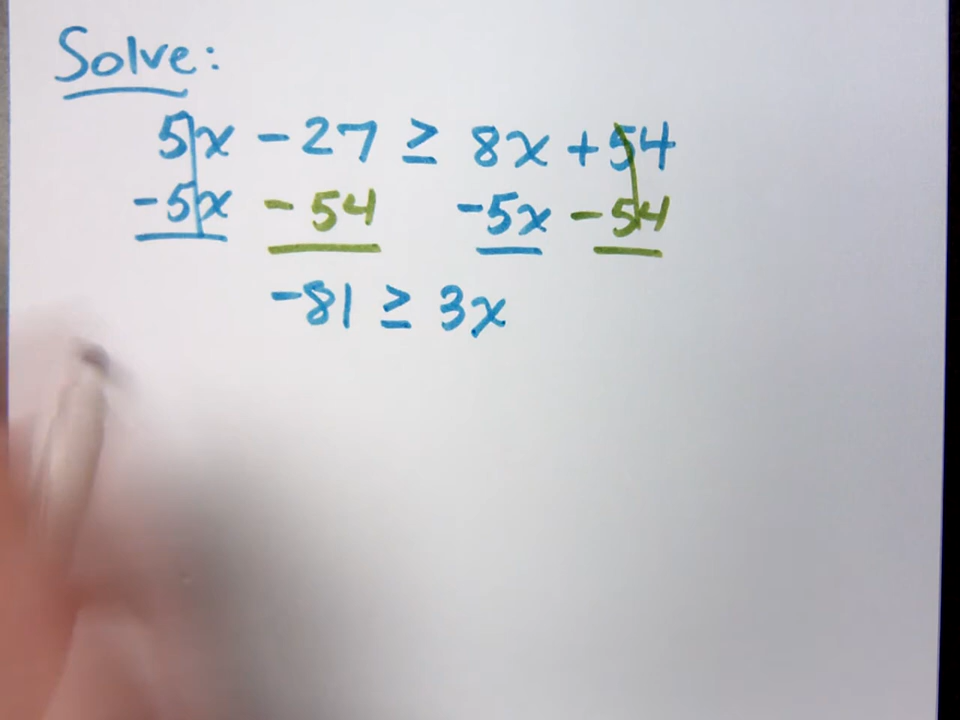 Solve:
5x - 27 ≥ 8x + 54
-5x - 54 -5x - 54
-81 ≥ 3x